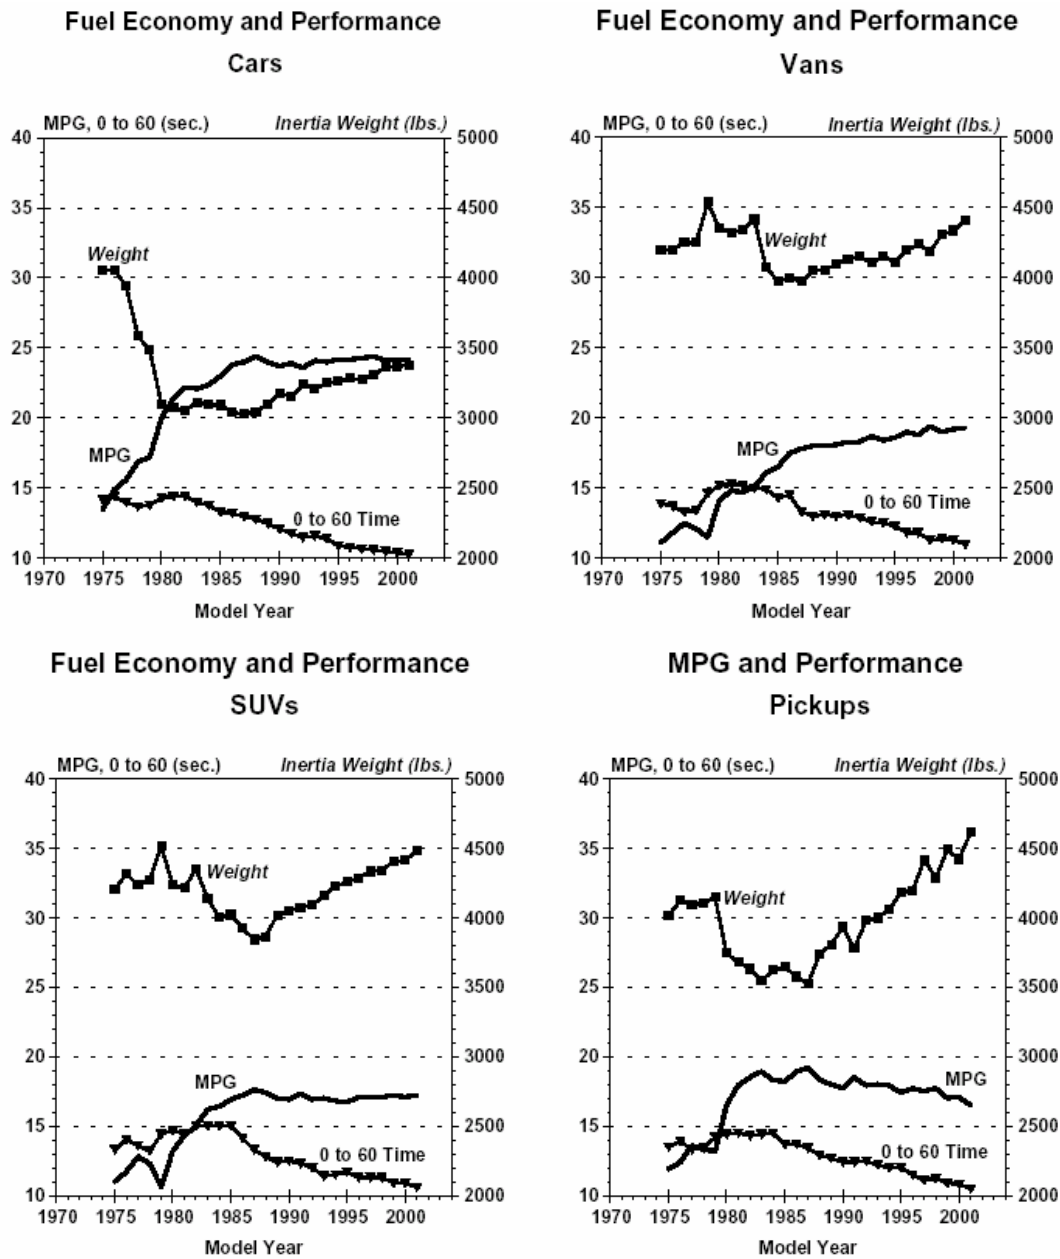 Fuel Economy and Performance
Cars
MPG, 0 to 60 (sec.) Inertia Weight (lbs.)
40 5000
35 4500
Weight
30 4000
25 3500
20 3000
MPG
15 2500
0 to 60 Time
10 2000
1970 1975 1980 1985 1990 1995 2000
Model Year
Fuel Economy and Performance
Vans
MPG, 0 to 60 (sec.) Inertia Weight (lbs.)
40 5000
35 4500
Weight
30 4000
25 3500
20 3000
MPG
15 2500
0 to 60 Time
10 2000
1970 1975 1980 1985 1990 1995 2000
Model Year
Fuel Economy and Performance
SUVs
MPG, 0 to 60 (sec.) Inertia Weight (lbs.)
40 5000
35 4500
Weight
30 4000
25 3500
20 3000
MPG
15 2500
0 to 60 Time
10 2000
1970 1975 1980 1985 1990 1995 2000
Model Year
MPG and Performance
Pickups
MPG, 0 to 60 (sec.) Inertia Weight (lbs.)
40 5000
35 4500
Weight
30 4000
25 3500
20 3000
MPG
15 2500
0 to 60 Time
10 2000
1970 1975 1980 1985 1990 1995 2000
Model Year